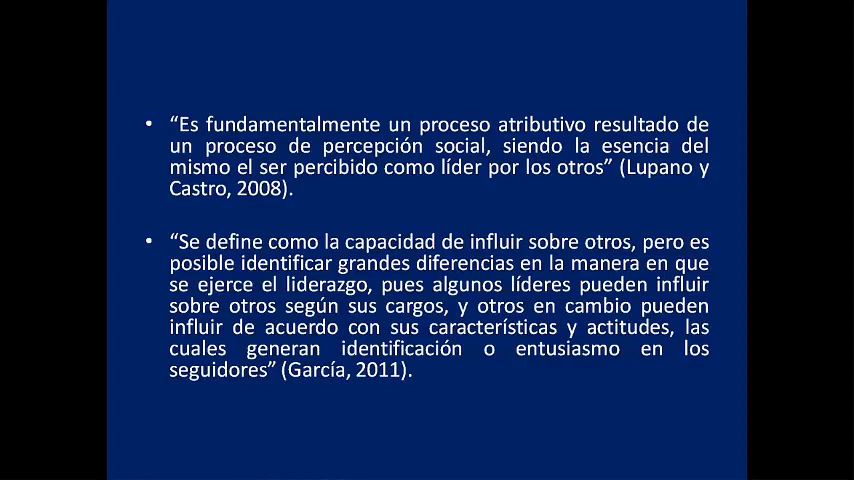 • “Es fundamentalmente un proceso atributivo resultado de
un proceso de percepción social, siendo la esencia del
mismo el ser percibido como líder por los otros” (Lupano y
Castro, 2008).
• “Se define como la capacidad de influir sobre otros, pero es
posible identificar grandes diferencias en la manera en que
se ejerce el liderazgo, pues algunos líderes pueden influir
sobre otros según sus cargos, y otros en cambio pueden
influir de acuerdo con sus características y actitudes, las
cuales generan identificación o entusiasmo en los
seguidores” (García, 2011).